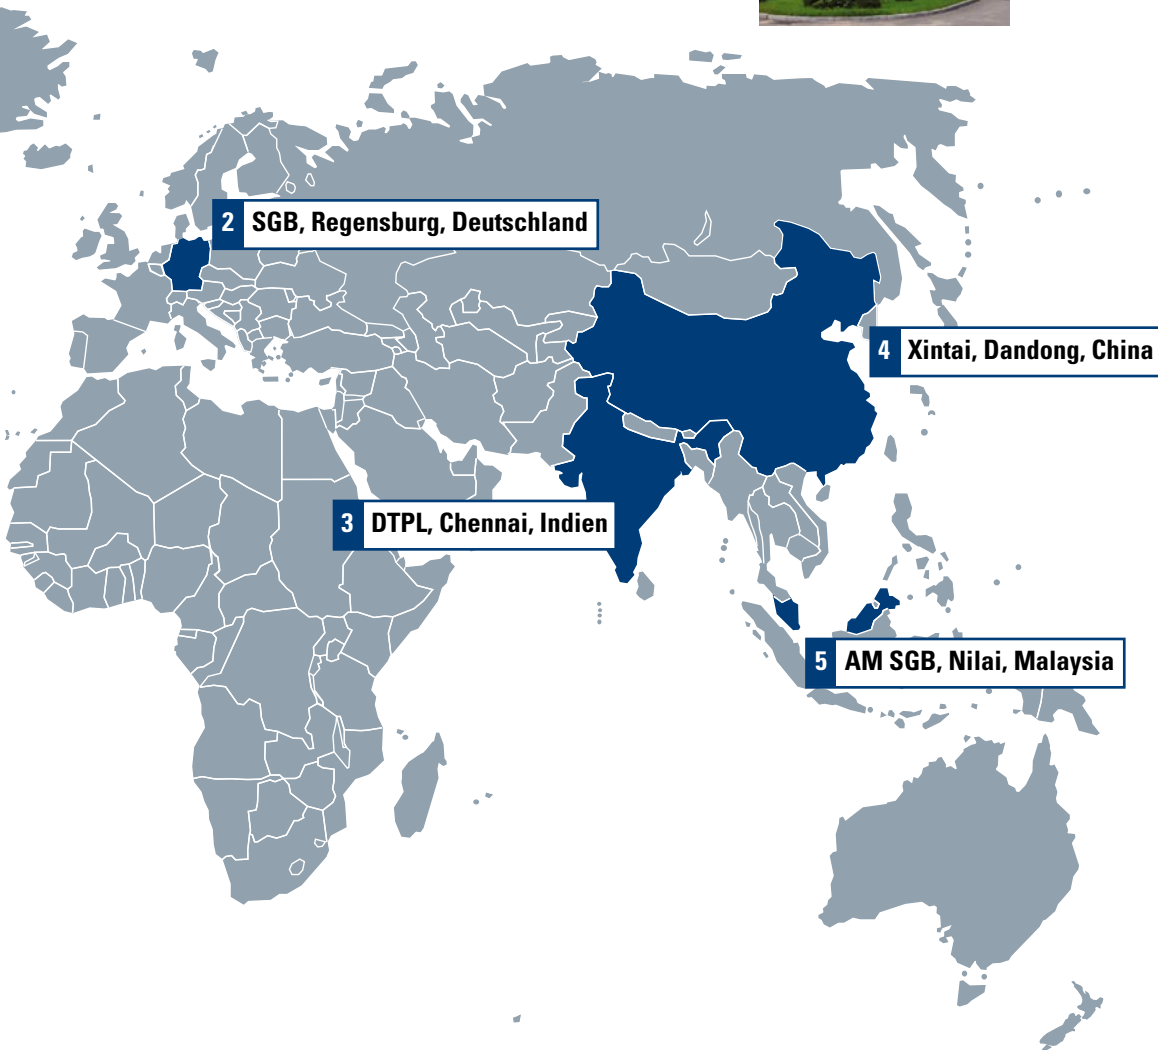 2 SGB, Regensburg, Deutschland
4 Xintai, Dandong, China
3 DTPL, Chennai, Indien
5 AM SGB, Nilai, Malaysia